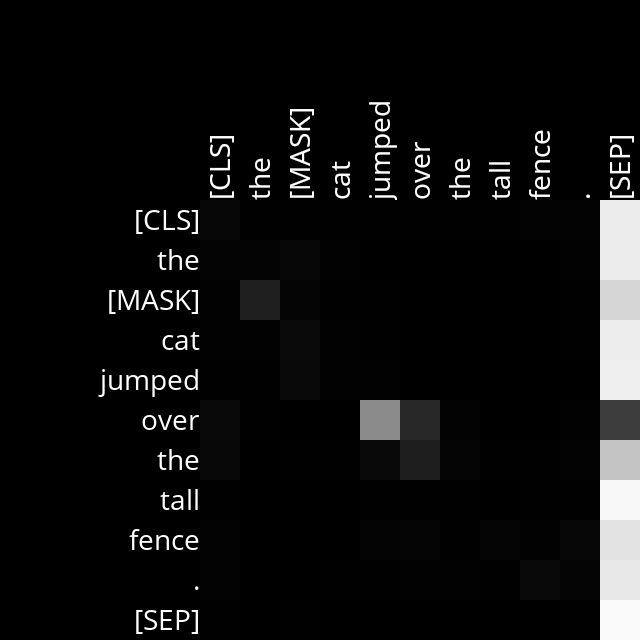 [CLS] the [MASK] cat jumped over the tall fence . [SEP]
[CLS]
the
[MASK]
cat
jumped
over
the
tall
fence
.
[SEP]